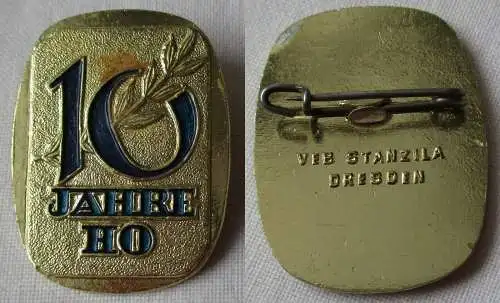 10
JAHRE
HO
VEB STANZILA
DRESDEN